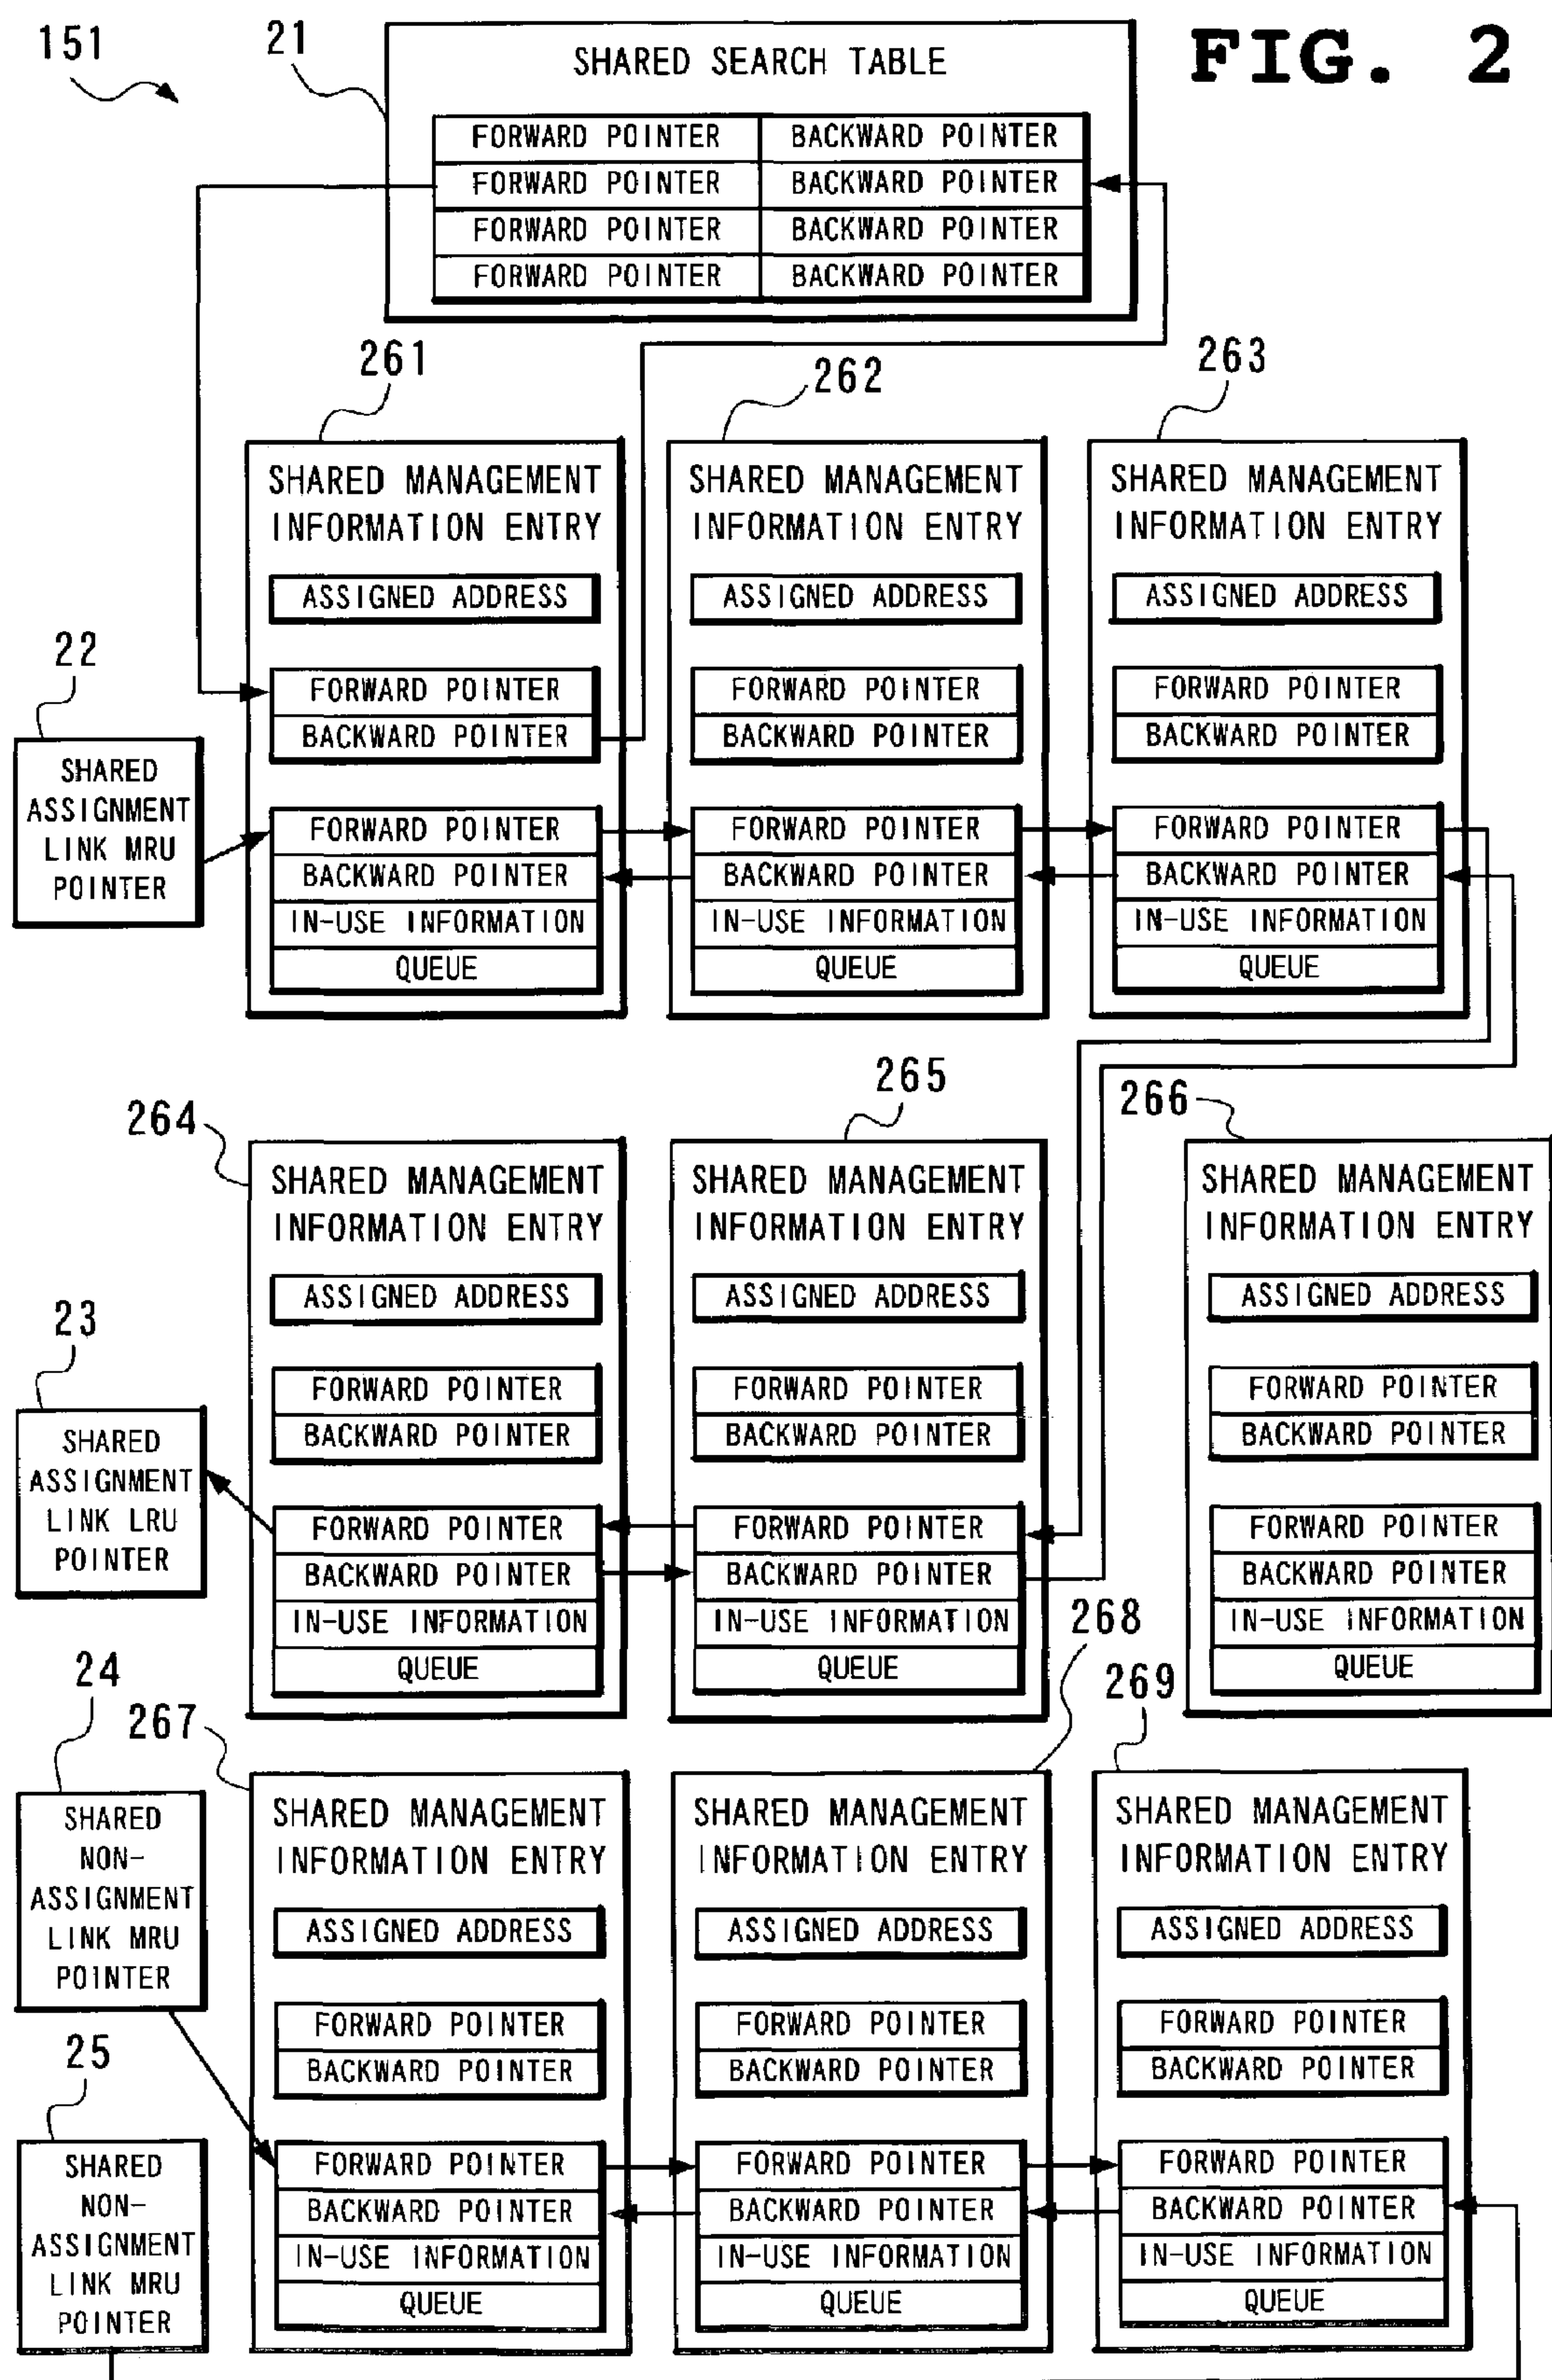 151
21
FIG. 2
SHARED SEARCH TABLE
FORWARD POINTER BACKWARD POINTER
FORWARD POINTER BACKWARD POINTER
FORWARD POINTER BACKWARD POINTER
FORWARD POINTER BACKWARD POINTER
261
SHARED MANAGEMENT
INFORMATION ENTRY
ASSIGNED ADDRESS
FORWARD POINTER
BACKWARD POINTER
FORWARD POINTER
BACKWARD POINTER
IN-USE INFORMATION
QUEUE
262
SHARED MANAGEMENT
INFORMATION ENTRY
ASSIGNED ADDRESS
FORWARD POINTER
BACKWARD POINTER
FORWARD POINTER
BACKWARD POINTER
IN-USE INFORMATION
QUEUE
263
SHARED MANAGEMENT
INFORMATION ENTRY
ASSIGNED ADDRESS
FORWARD POINTER
BACKWARD POINTER
FORWARD POINTER
BACKWARD POINTER
IN-USE INFORMATION
QUEUE
22
SHARED
ASSIGNMENT
LINK MRU
POINTER
264
SHARED MANAGEMENT
INFORMATION ENTRY
ASSIGNED ADDRESS
FORWARD POINTER
BACKWARD POINTER
FORWARD POINTER
BACKWARD POINTER
IN-USE INFORMATION
QUEUE
265
SHARED MANAGEMENT
INFORMATION ENTRY
ASSIGNED ADDRESS
FORWARD POINTER
BACKWARD POINTER
FORWARD POINTER
BACKWARD POINTER
IN-USE INFORMATION
QUEUE
266
SHARED MANAGEMENT
INFORMATION ENTRY
ASSIGNED ADDRESS
FORWARD POINTER
BACKWARD POINTER
FORWARD POINTER
BACKWARD POINTER
IN-USE INFORMATION
QUEUE
23
SHARED
ASSIGNMENT
LINK LRU
POINTER
24
SHARED
NON-
ASSIGNMENT
LINK MRU
POINTER
267
SHARED MANAGEMENT
INFORMATION ENTRY
ASSIGNED ADDRESS
FORWARD POINTER
BACKWARD POINTER
FORWARD POINTER
BACKWARD POINTER
IN-USE INFORMATION
QUEUE
268
SHARED MANAGEMENT
INFORMATION ENTRY
ASSIGNED ADDRESS
FORWARD POINTER
BACKWARD POINTER
FORWARD POINTER
BACKWARD POINTER
IN-USE INFORMATION
QUEUE
269
SHARED MANAGEMENT
INFORMATION ENTRY
ASSIGNED ADDRESS
FORWARD POINTER
BACKWARD POINTER
FORWARD POINTER
BACKWARD POINTER
IN-USE INFORMATION
QUEUE
25
SHARED
NON-
ASSIGNMENT
LINK MRU
POINTER